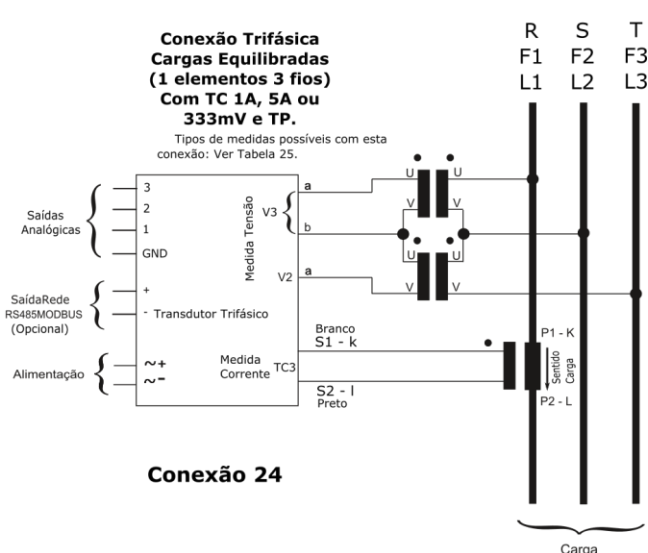 Conexão Trifásica
Cargas Equilibradas
(1 elementos 3 fios)
Com TC 1A, 5A ou
333mV e TP.
Tipos de medidas possíveis com esta
conexão: Ver Tabela 25.
R S T
F1 F2 F3
L1 L2 L3
Saídas
Analógicas
3
2
1
GND
SaídaRede
RS485MODBUS
(Opcional)
+
-
Transdutor Trifásico
Alimentação
~+
~-
Medida Tensão
V3
a
b
V2
a
Medida
Corrente
TC3
U U
V V
U U
V V
Branco
S1 - k
S2 - l
Preto
P1 - K
Sentido
Carga
P2 - L
Conexão 24
Carga